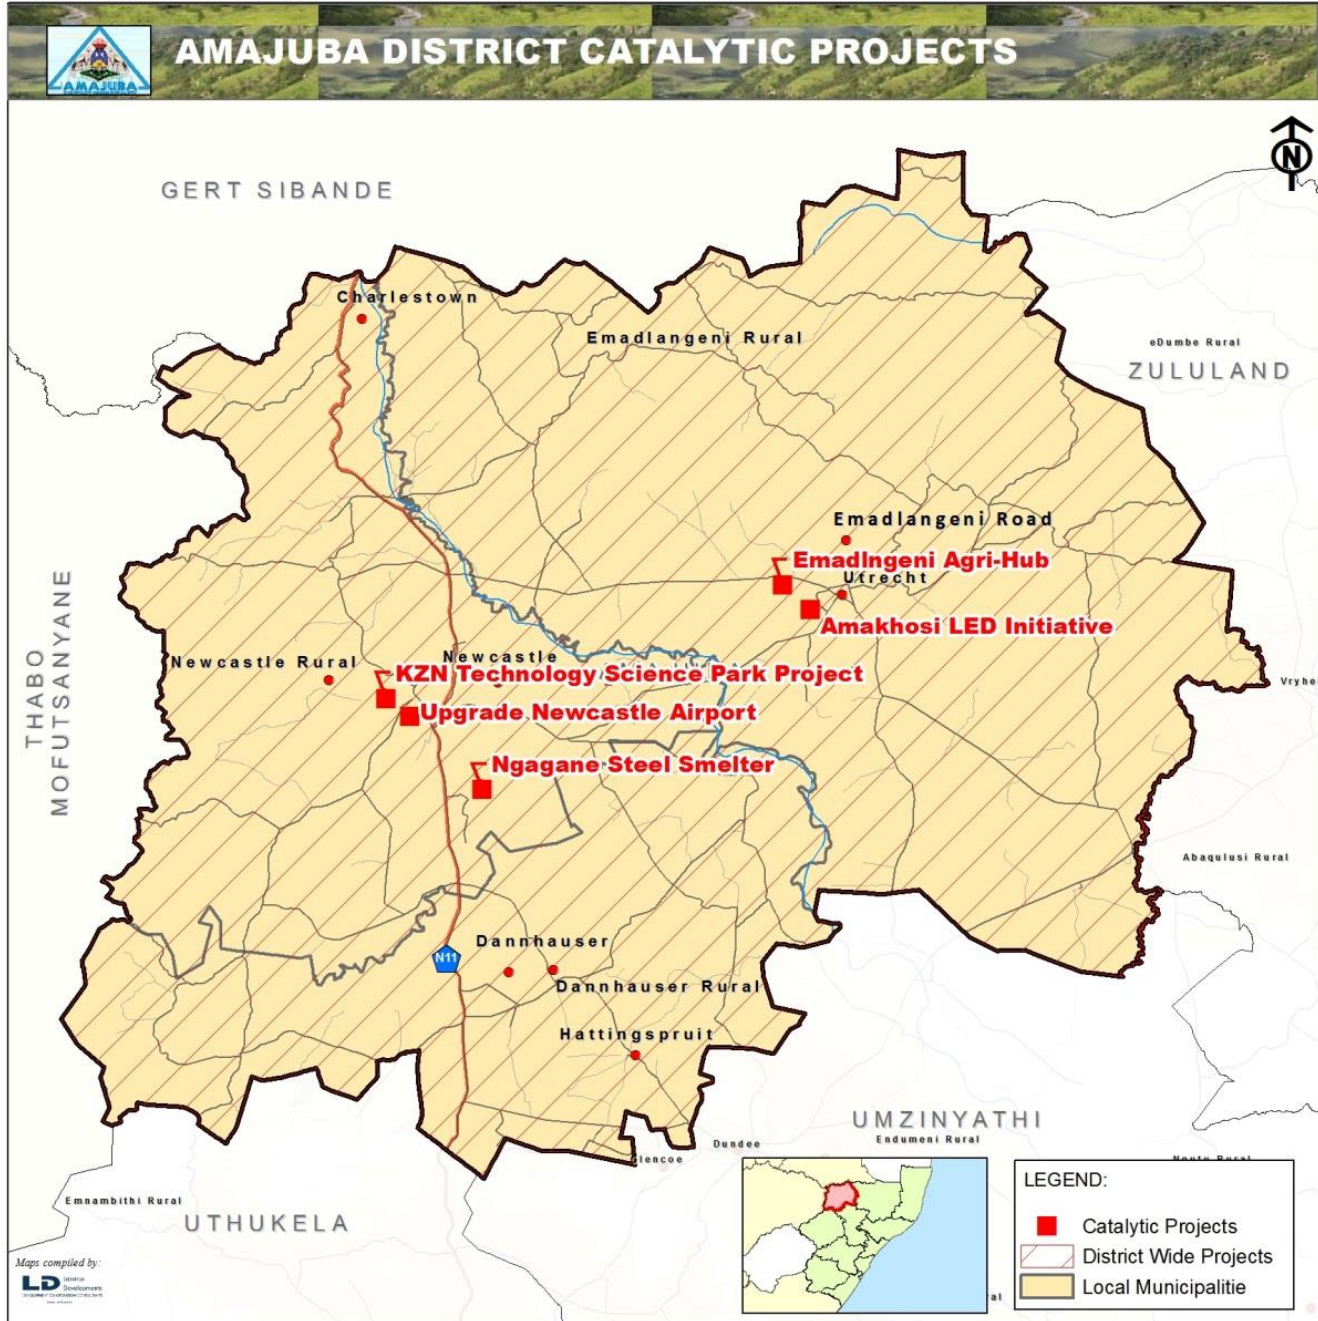 AMAJUBA DISTRICT CATALYTIC PROJECTS
AMAJUBA
N
GERT SIBANDE
Charlestown
Emadlangeni Rural
eDumbe Rural
ZULULAND
Emadlangeni Road
EmadIngeni Agri-Hub
Utrecht
Amakhosi LED Initiative
THABO
MOFUTSANYANE
Newcastle Rural
Newcastle
KZN Technology Science Park Project
Upgrade Newcastle Airport
Ngagane Steel Smelter
Abaqulusi Rural
Dannhauser
N11
Dannhauser Rural
Hattingspruit
UMZINYATHI
Endumeni Rural
Dundee
Emnambithi Rural
UTHUKELA
Maps compiled by:
LD
Developments
LEGEND:
Catalytic Projects
District Wide Projects
Local Municipalitie